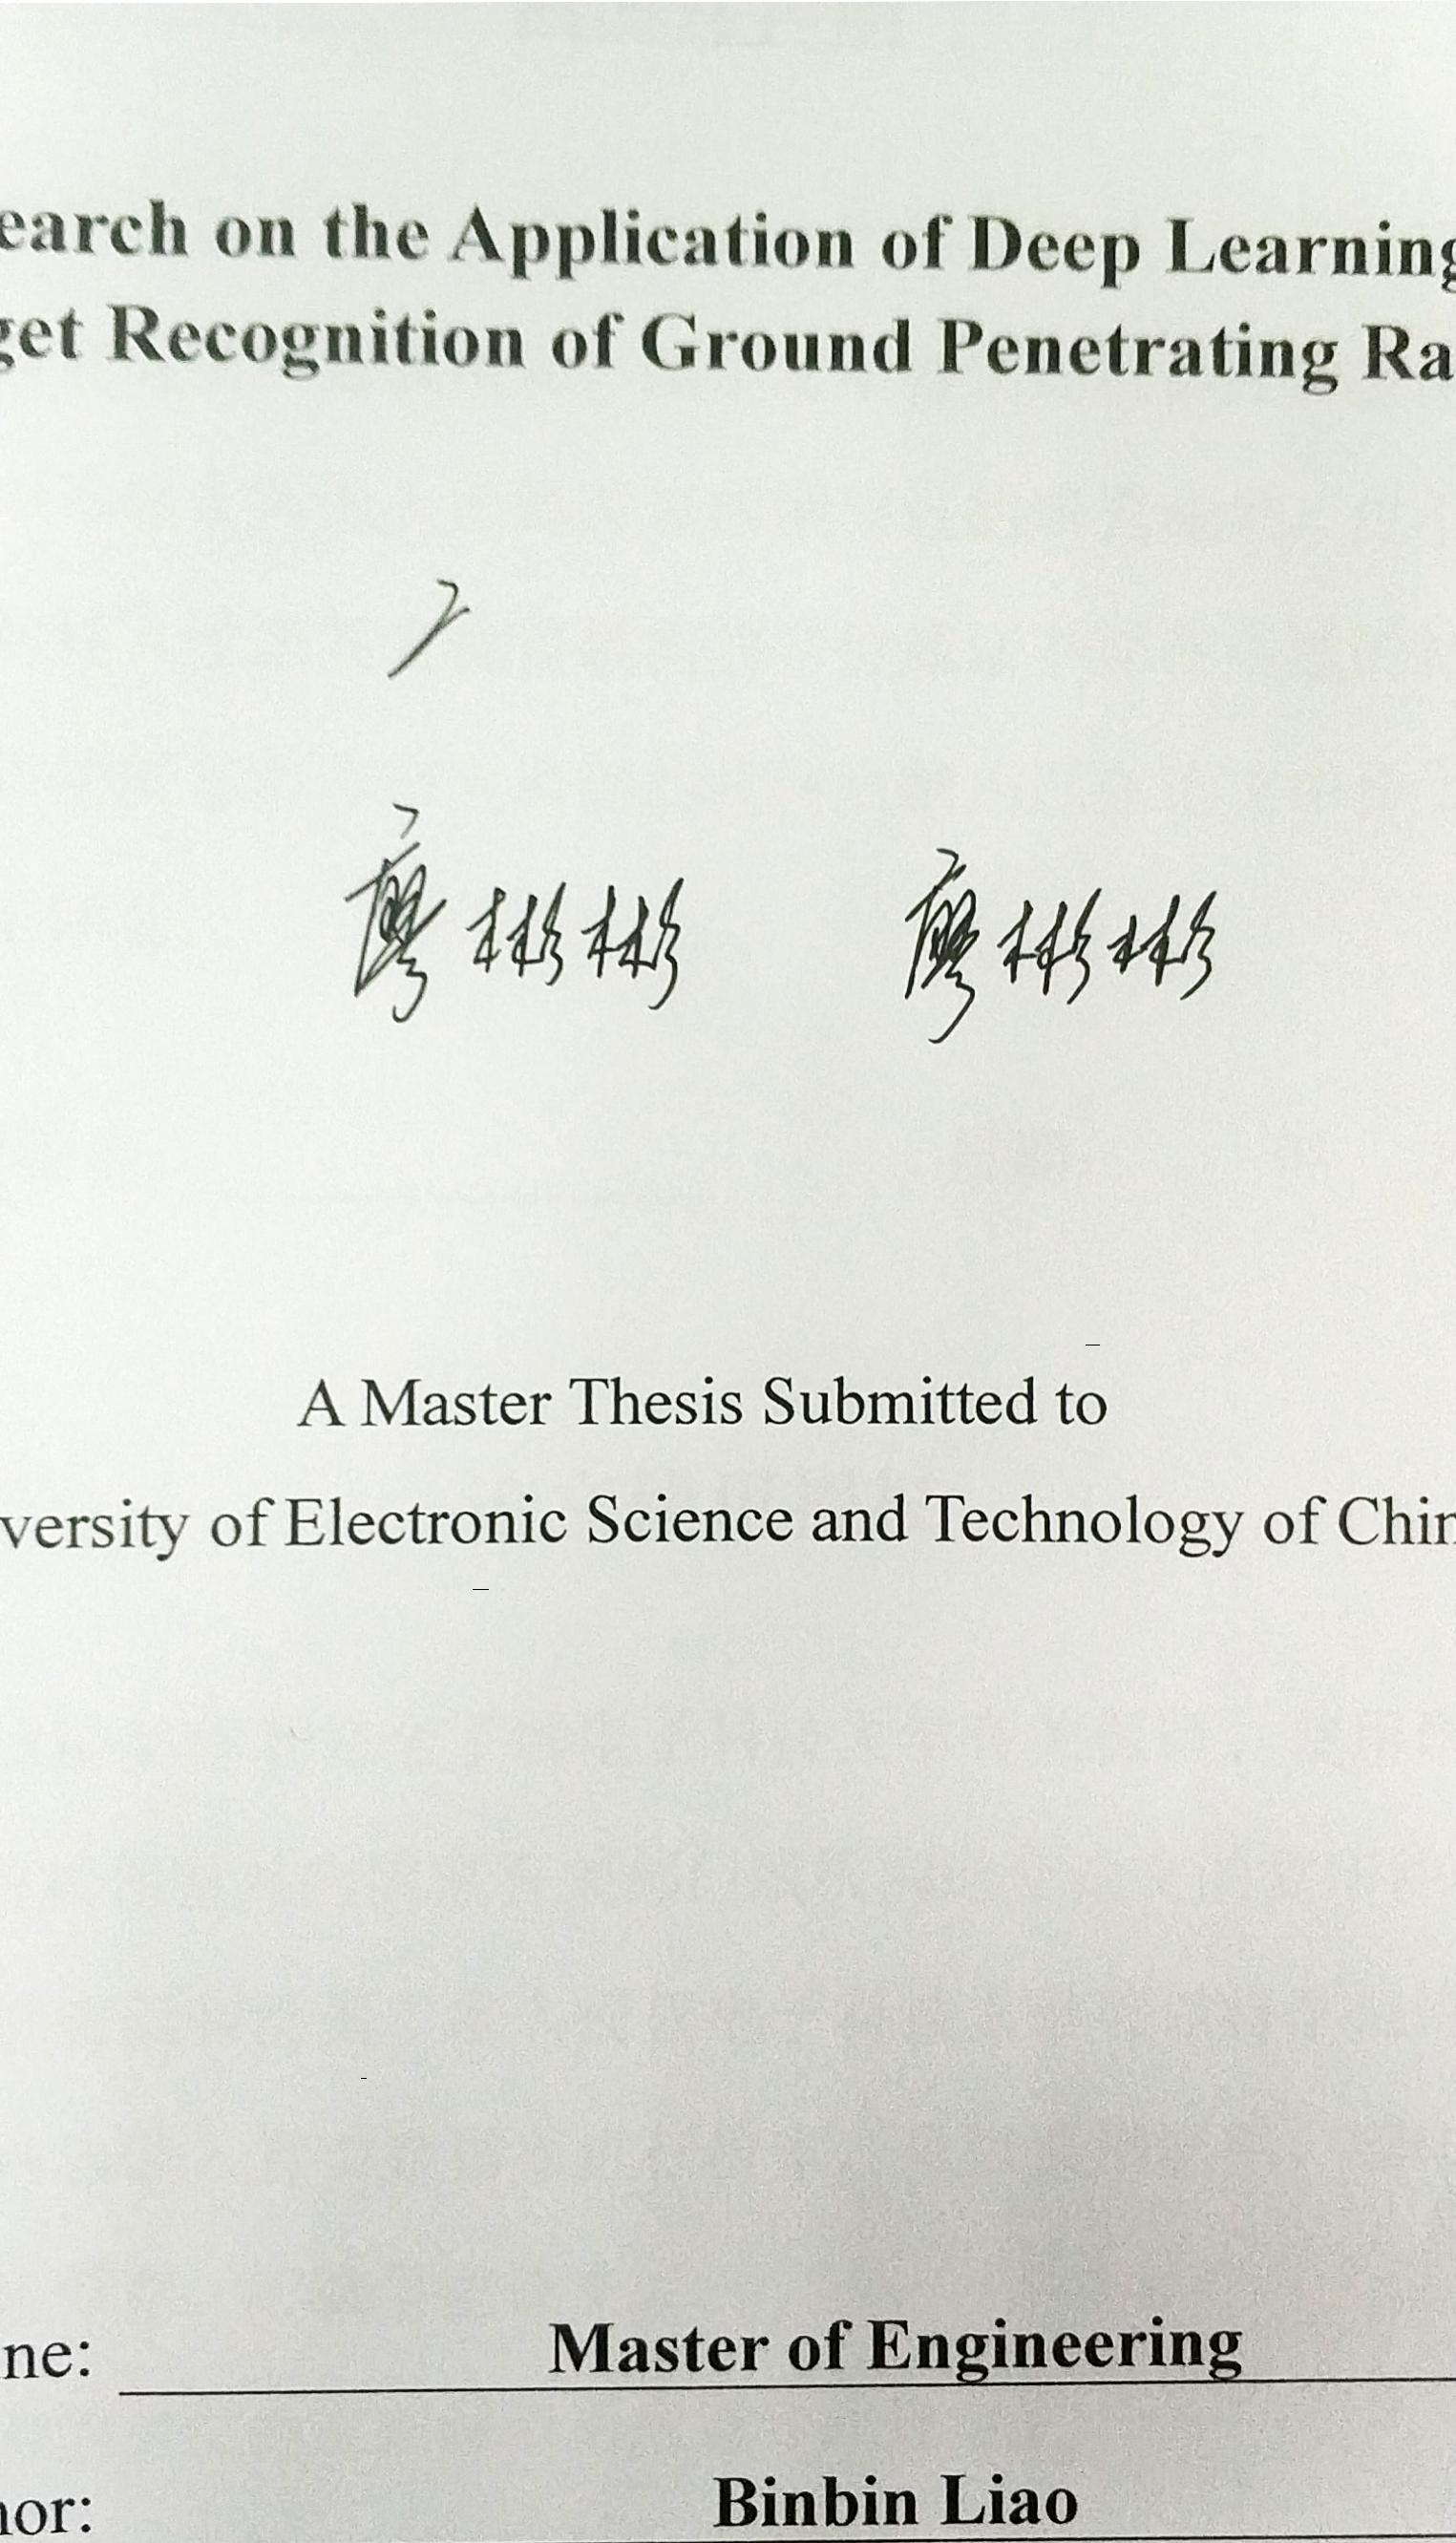 earch on the Application of Deep Learning
get Recognition of Ground Penetrating Ra
廖彬彬 廖彬彬
A Master Thesis Submitted to
versity of Electronic Science and Technology of Chin
ne: Master of Engineering
hor: Binbin Liao